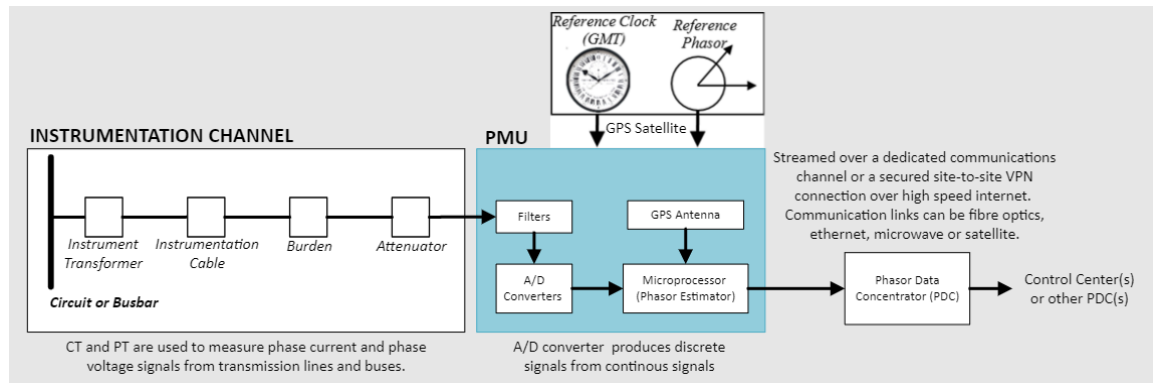 Reference Clock
(GMT)
Reference
Phasor
GPS Satellite
INSTRUMENTATION CHANNEL
Instrument
Transformer
Instrumentation
Cable
Burden
Attenuator
Circuit or Busbar
CT and PT are used to measure phase current and phase
voltage signals from transmission lines and buses.
PMU
Filters
GPS Antenna
A/D
Converters
Microprocessor
(Phasor Estimator)
A/D converter produces discrete
signals from continous signals
Streamed over a dedicated communications
channel or a secured site-to-site VPN
connection over high speed internet.
Communication links can be fibre optics,
ethernet, microwave or satellite.
Phasor Data
Concentrator (PDC)
Control Center(s)
or other PDC(s)